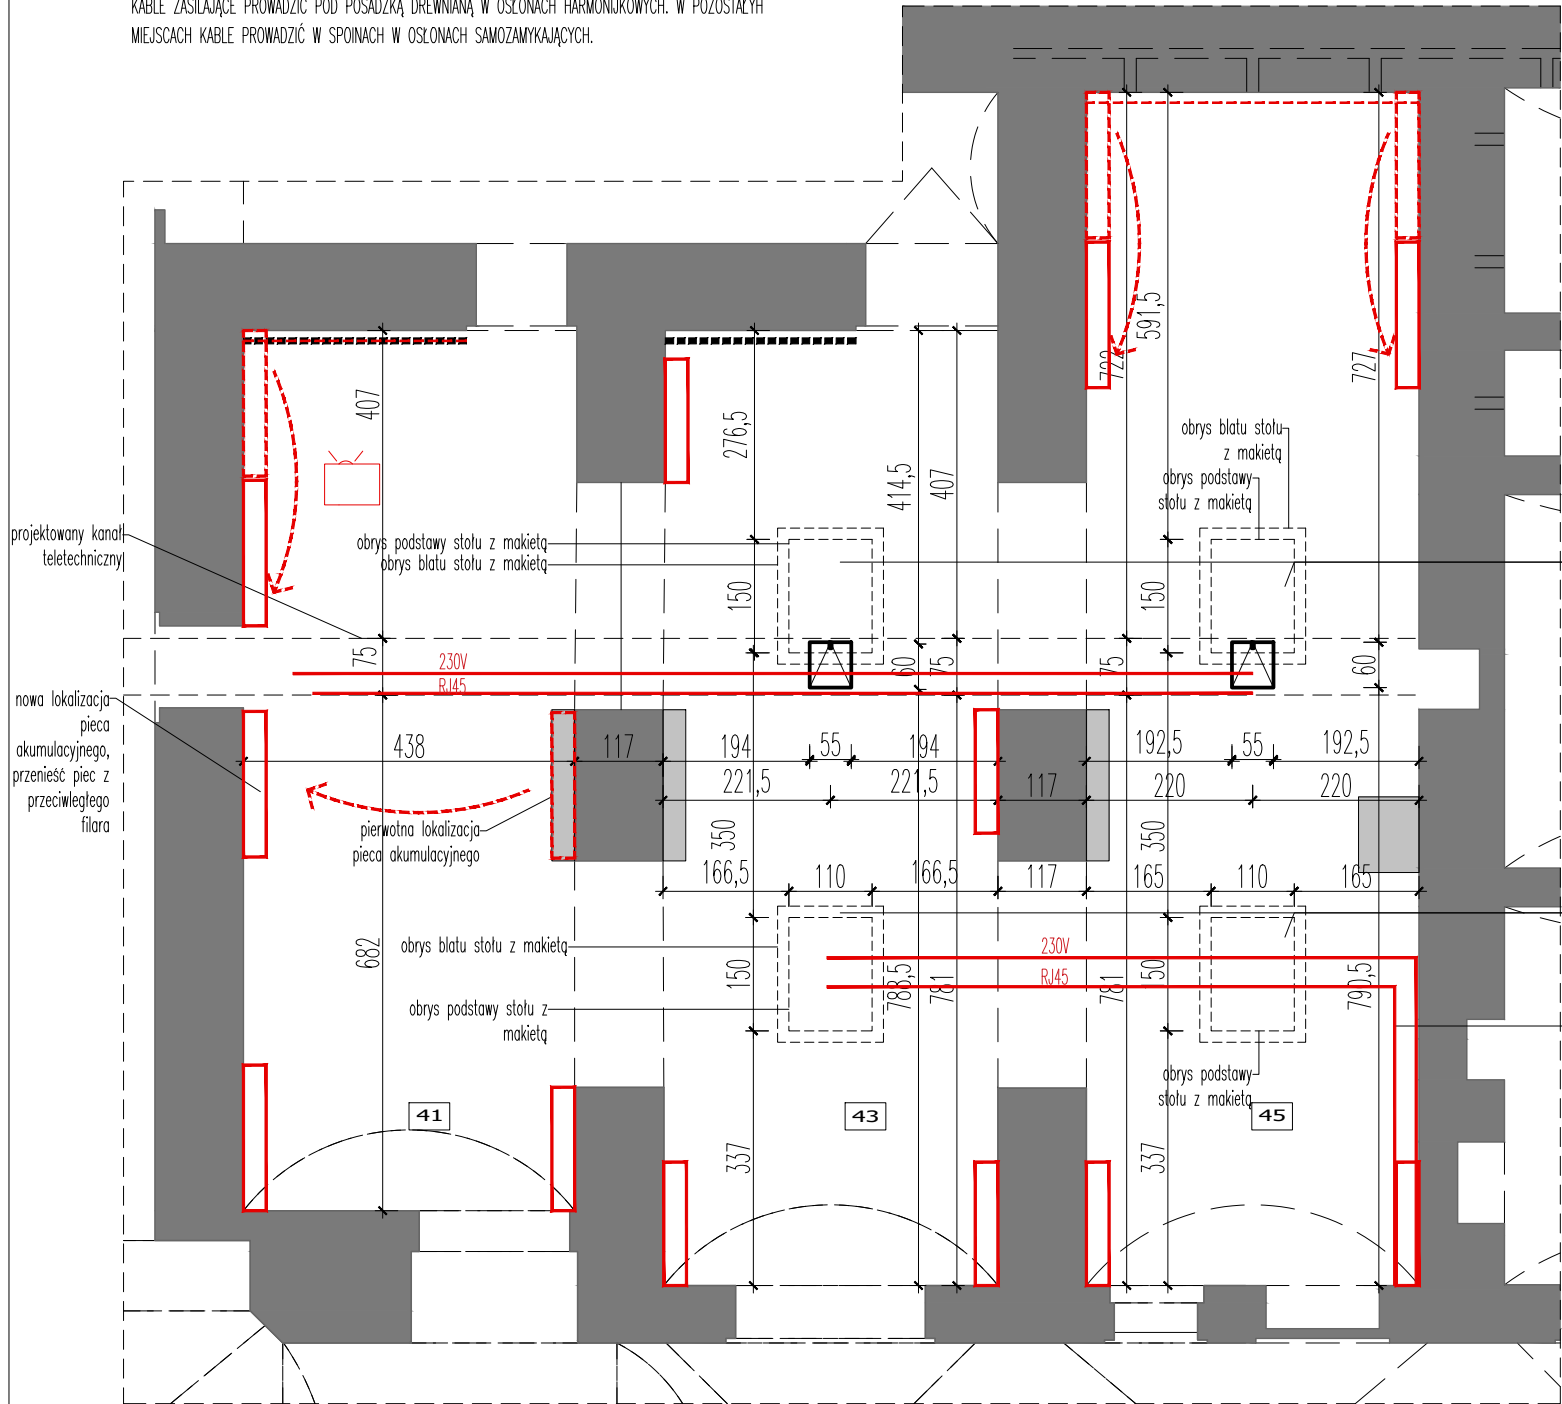 KABLE ZASILAJĄCE PROWADZIĆ POD POSADZKĄ DREWNIANĄ W OSŁONACH HARMONIJKOWYCH. W POZOSTAŁYH
MIEJSCACH KABLE PROWADZIĆ W SPOINACH W OSŁONACH SAMOZAMYKAJĄCYCH.
591,5
722
727
407
276,5
414,5
407
obrys blatu stołu
z makietą
obrys podstawy
stołu z makietą
projektowany kanał
teletechniczny
obrys podstawy stołu z makietą
obrys blatu stołu z makietą
150
150
75
60
75
75
60
230V
RJ45
nowa lokalizacja
pieca
akumulacyjnego,
przenieść piec z
przeciwległego
filara
438
117
194
55
194
192,5
55
192,5
221,5
221,5
117
220
220
pierwotna lokalizacja
pieca akumulacyjnego
350
350
166,5
110
166,5
117
165
110
165
682
obrys blatu stołu z makietą
230V
RJ45
150
788,5
781
781
150
790,5
obrys podstawy stołu z
makietą
obrys podstawy
stołu z makietą
41
43
45
337
337